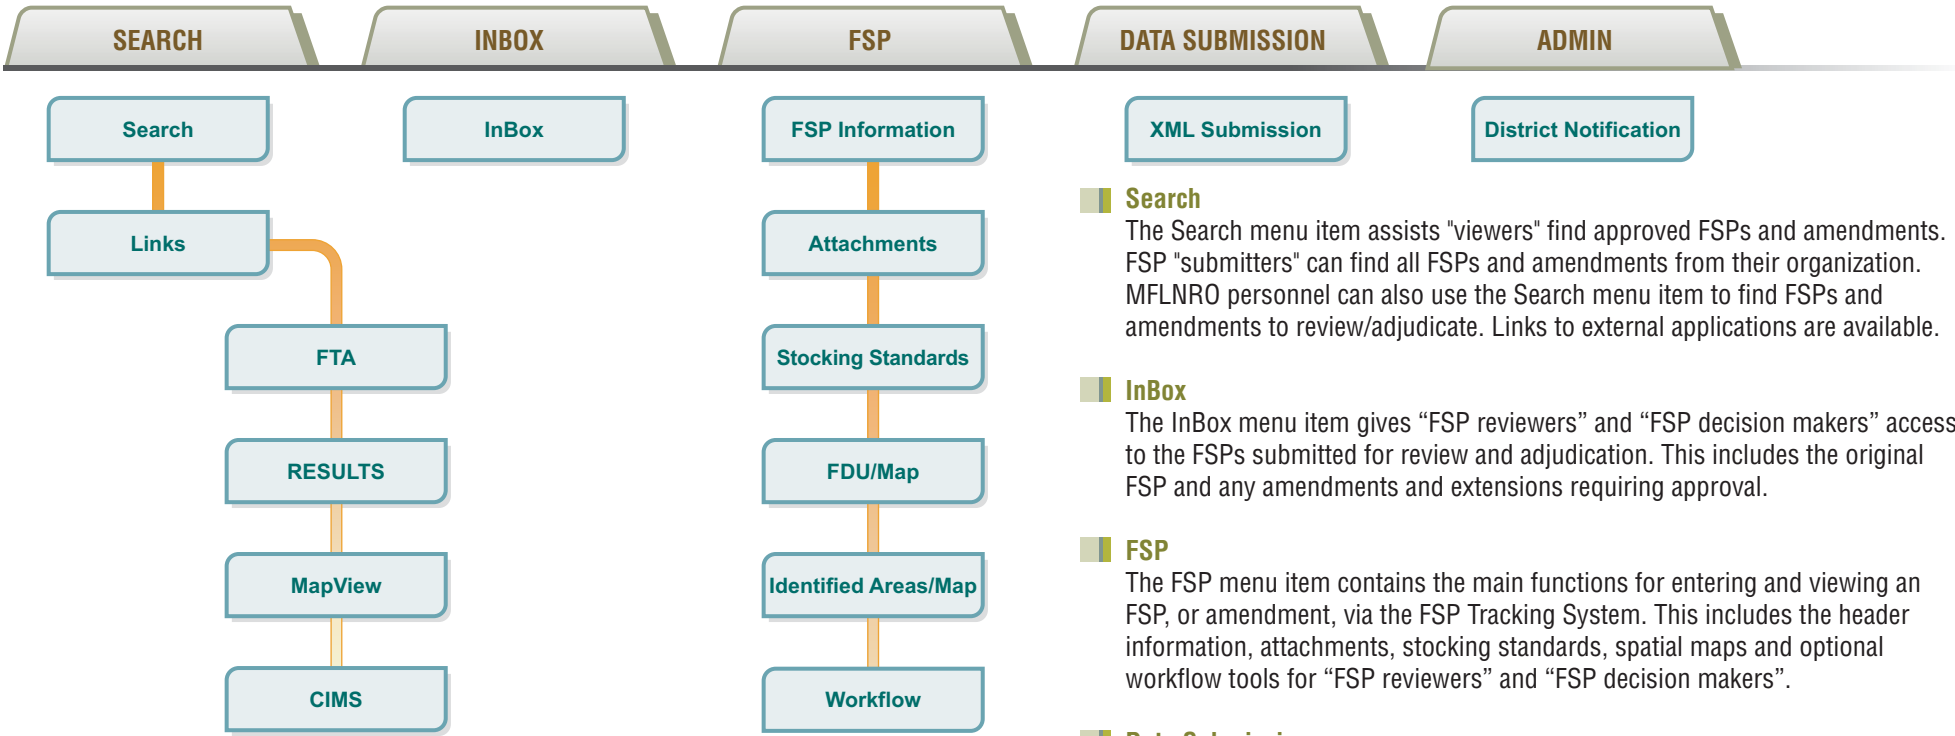 SEARCH
INBOX
FSP
DATA SUBMISSION
ADMIN
Search
InBox
FSP Information
XML Submission
District Notification
Links
Attachments
FTA
Stocking Standards
RESULTS
FDU/Map
MapView
Identified Areas/Map
CIMS
Workflow
Search
The Search menu item assists "viewers" find approved FSPs and amendments.
FSP "submitters" can find all FSPs and amendments from their organization.
MFLNRO personnel can also use the Search menu item to find FSPs and
amendments to review/adjudicate. Links to external applications are available.
InBox
The InBox menu item gives “FSP reviewers” and “FSP decision makers” access
to the FSPs submitted for review and adjudication. This includes the original
FSP and any amendments and extensions requiring approval.
FSP
The FSP menu item contains the main functions for entering and viewing an
FSP, or amendment, via the FSP Tracking System. This includes the header
information, attachments, stocking standards, spatial maps and optional
workflow tools for “FSP reviewers” and “FSP decision makers”.